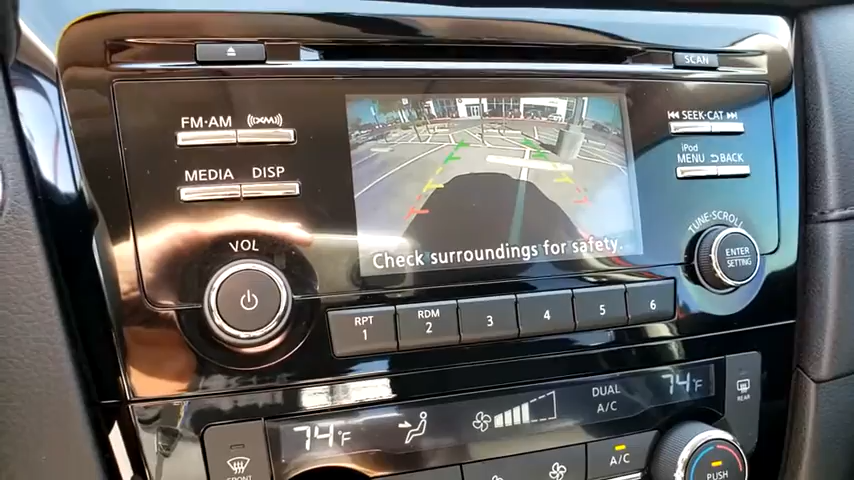 SCAN
FM·AM
SEEK·CAT
MEDIA DISP
iPod
MENU BACK
Check surroundings for safety
VOL
TUNE·SCROLL
ENTER
SETTING
RPT
1
RDM
2
3
4
5
6
74°F
DUAL
A/C
74°F
REAR
FRONT
A/C
PUSH